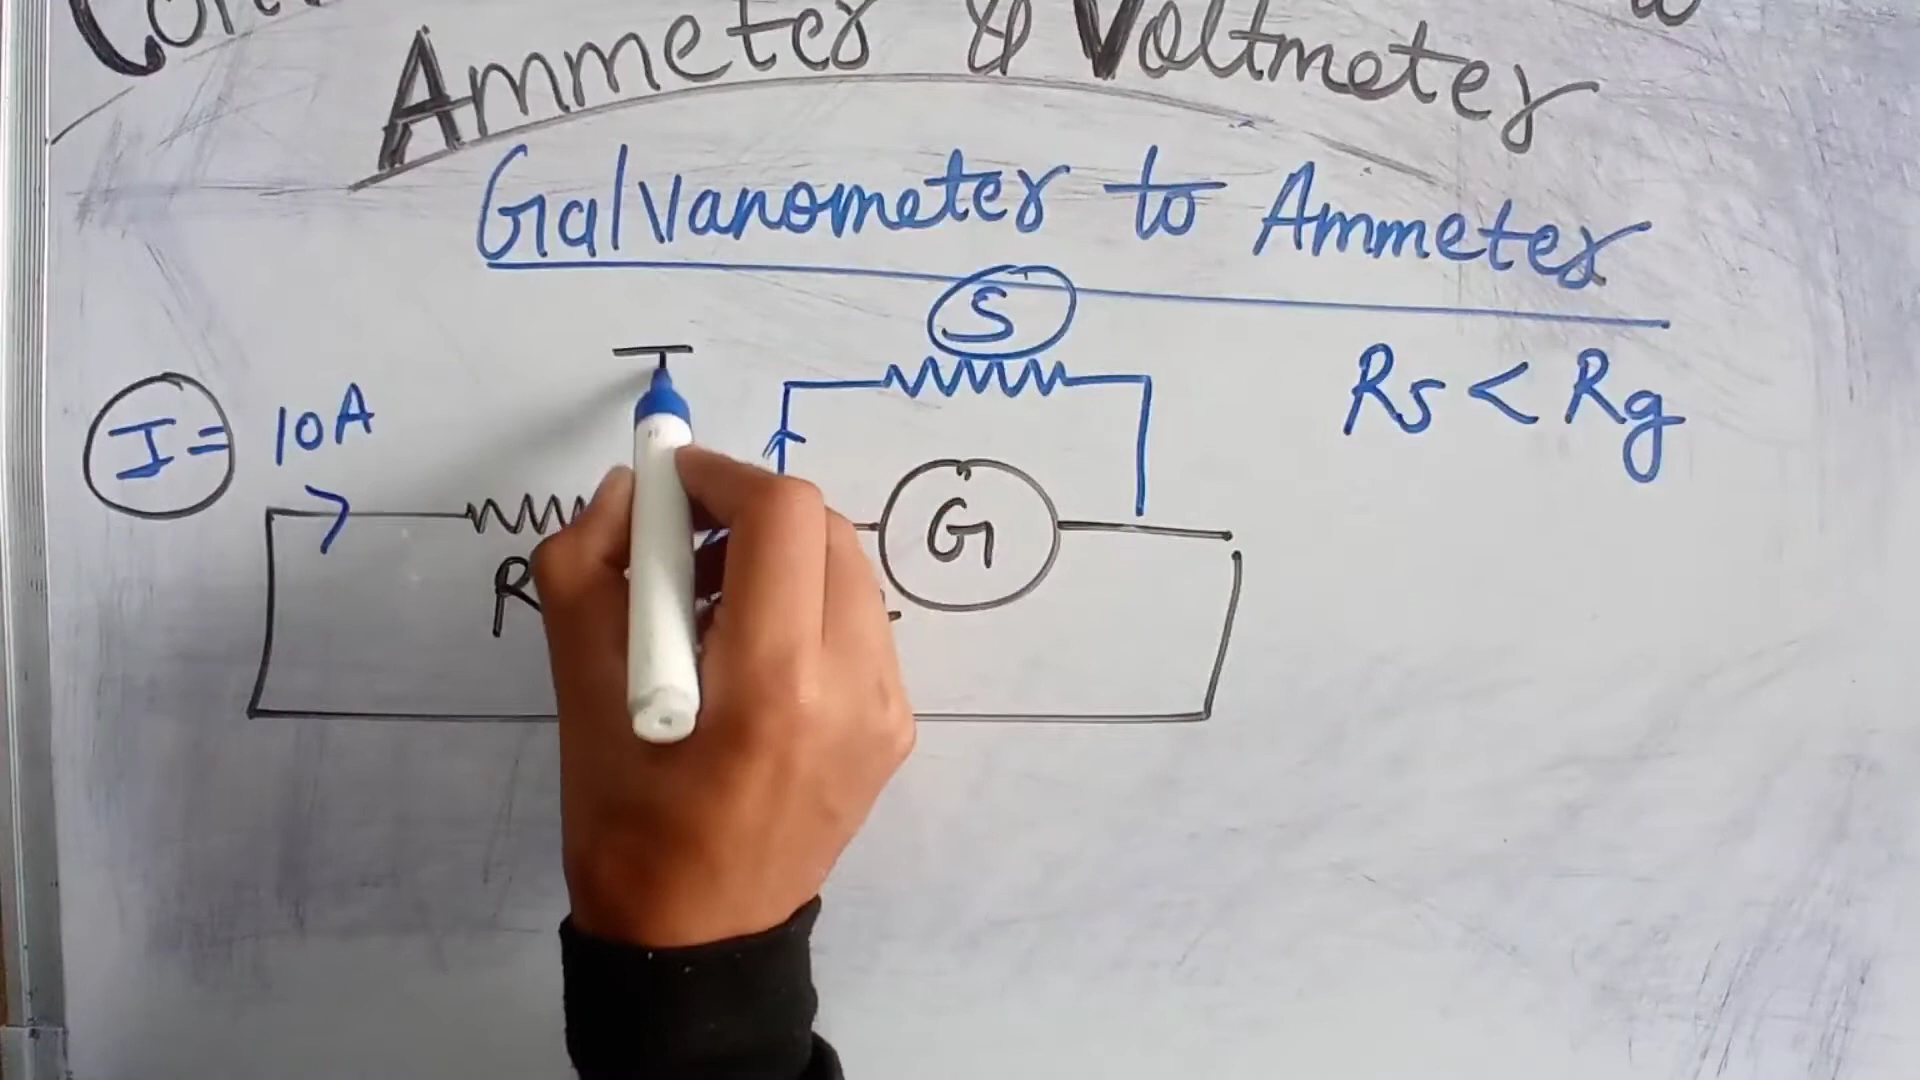 Ammeter & Voltmeter
Galvanometer to Ammeter
S
I = 10A
Rs < Rg
G
R